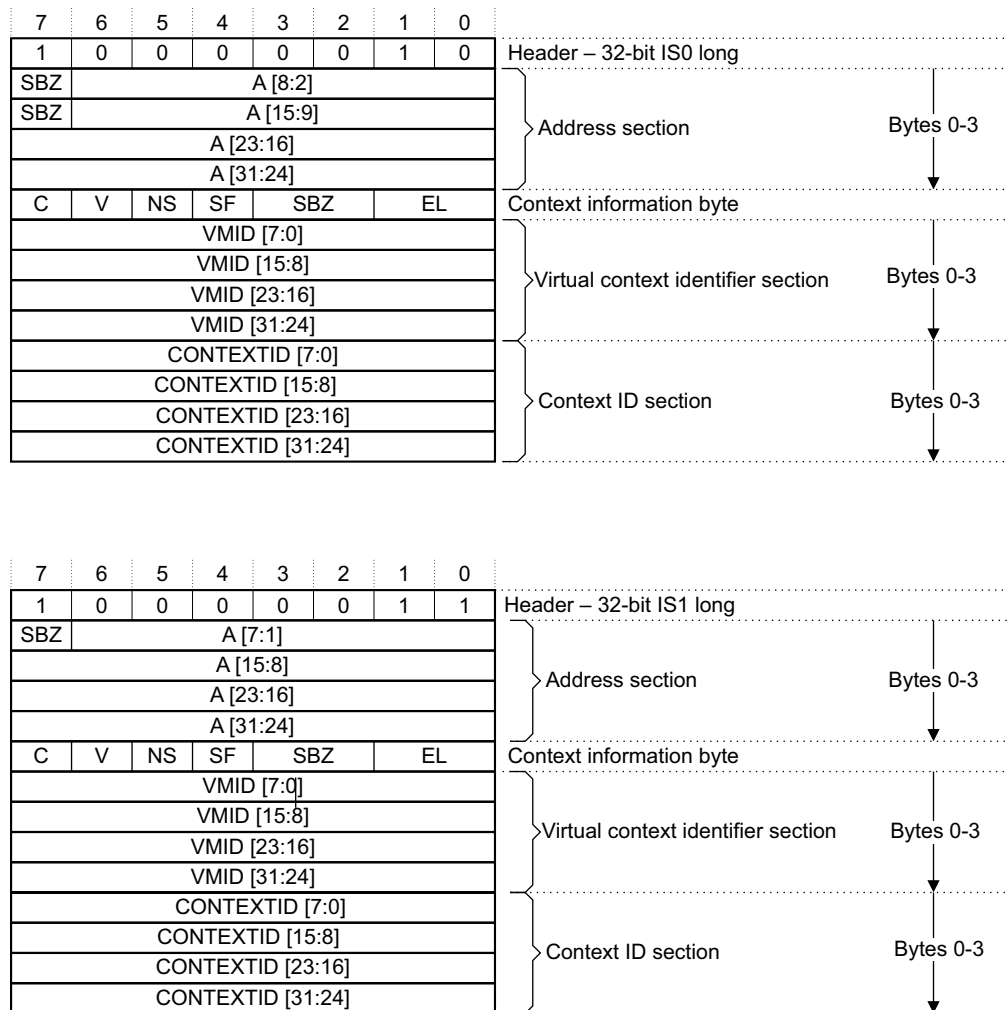 7 6 5 4 3 2 1 0
1 0 0 0 0 0 1 0 Header – 32-bit IS0 long
SBZ A [8:2]
SBZ A [15:9] Address section Bytes 0-3
A [23:16]
A [31:24]
C V NS SF SBZ EL Context information byte
VMID [7:0]
VMID [15:8] Virtual context identifier section Bytes 0-3
VMID [23:16]
VMID [31:24]
CONTEXTID [7:0]
CONTEXTID [15:8] Context ID section Bytes 0-3
CONTEXTID [23:16]
CONTEXTID [31:24]
7 6 5 4 3 2 1 0
1 0 0 0 0 0 1 1 Header – 32-bit IS1 long
SBZ A [7:1]
A [15:8] Address section Bytes 0-3
A [23:16]
A [31:24]
C V NS SF SBZ EL Context information byte
VMID [7:0]
VMID [15:8] Virtual context identifier section Bytes 0-3
VMID [23:16]
VMID [31:24]
CONTEXTID [7:0]
CONTEXTID [15:8] Context ID section Bytes 0-3
CONTEXTID [23:16]
CONTEXTID [31:24]